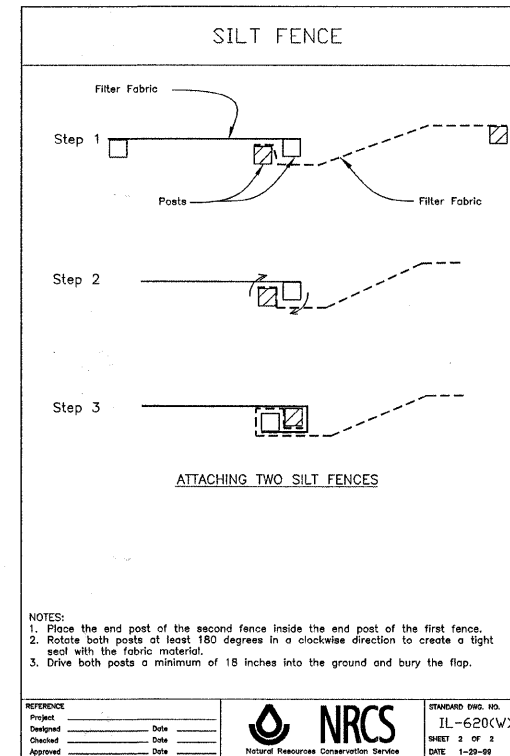 SILT FENCE
Filter Fabric
Step 1
Posts
Filter Fabric
Step 2
Step 3
ATTACHING TWO SILT FENCES
NOTES:
1. Place the end post of the second fence inside the end post of the first fence.
2. Rotate both posts at least 180 degrees in a clockwise direction to create a tight
seal with the fabric material.
3. Drive both posts a minimum of 18 inches into the ground and bury the flap.
REFERENCE
Project
Designed Date
Checked Date
Approved Date
NRCS
Natural Resources Conservation Service
STANDARD DWG. NO.
IL-620(W)
SHEET 2 OF 2
DATE 1-29-99